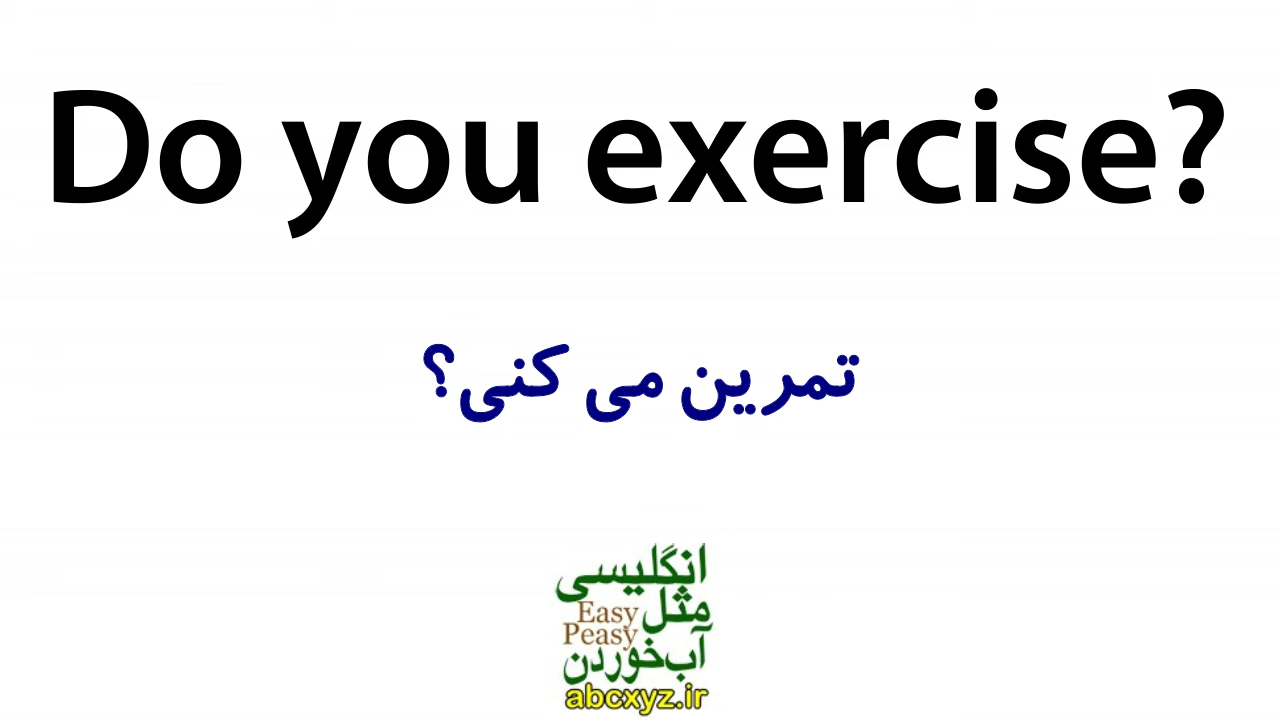 Do you exercise?
تمرین می کنی؟
انگلیسی
مثل
Easy
Peasy
آب‌خوردن
abcxyz.ir